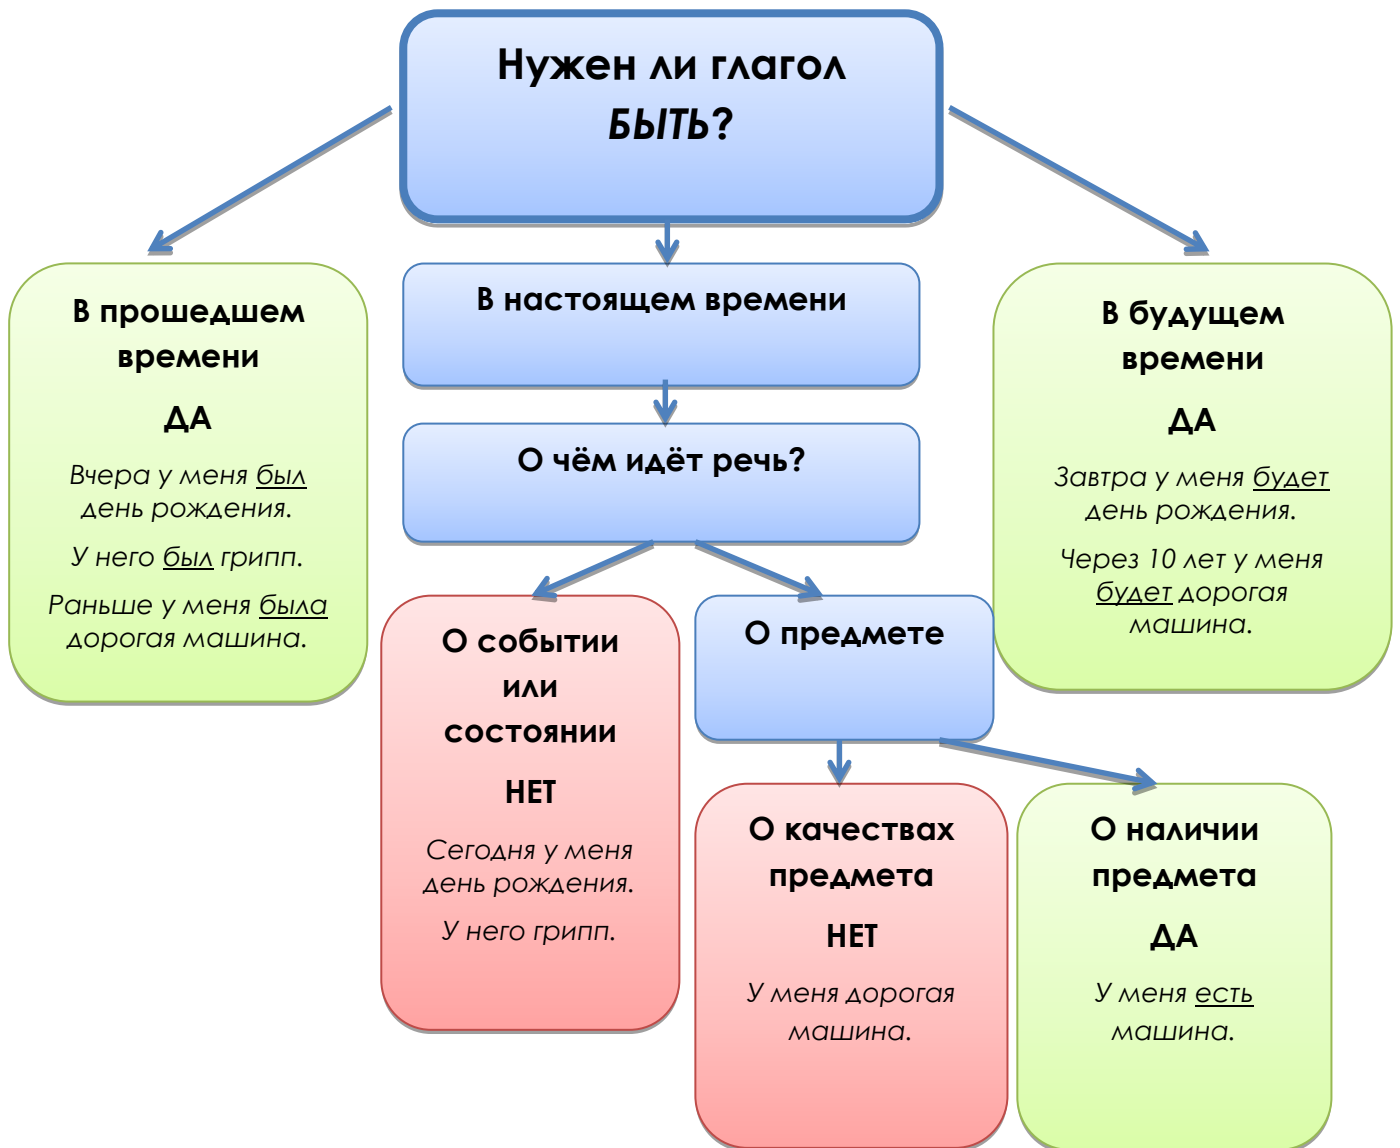 Нужен ли глагол
БЫТЬ?
В прошедшем
времени
ДА
Вчера у меня был
день рождения.
У него был грипп.
Раньше у меня была
дорогая машина.
В настоящем времени
О чём идёт речь?
В будущем
времени
ДА
Завтра у меня будет
день рождения.
Через 10 лет у меня
будет дорогая
машина.
О событии
или
состоянии
НЕТ
Сегодня у меня
день рождения.
У него грипп.
О предмете
О качествах
предмета
НЕТ
У меня дорогая
машина.
О наличии
предмета
ДА
У меня есть
машина.